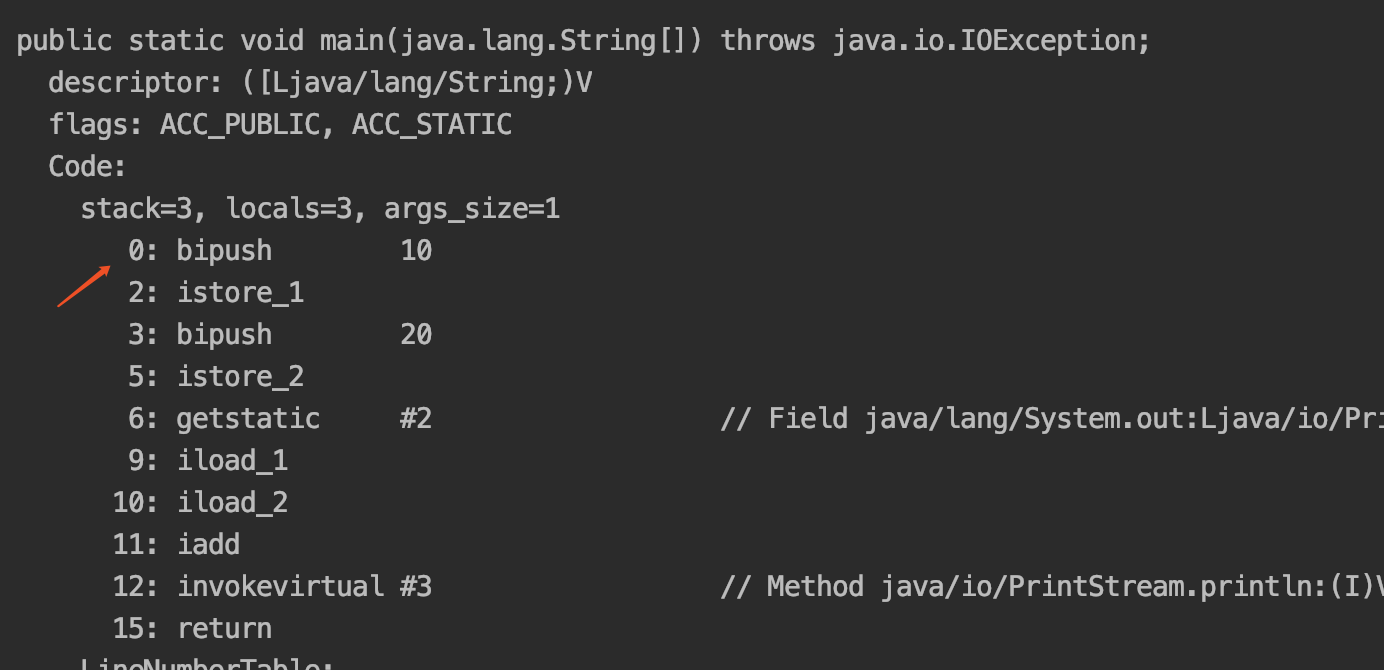 public static void main(java.lang.String[]) throws java.io.IOException;
descriptor: ([Ljava/lang/String;)V
flags: ACC_PUBLIC, ACC_STATIC
Code:
stack=3, locals=3, args_size=1
0: bipush 10
2: istore_1
3: bipush 20
5: istore_2
6: getstatic #2 // Field java/lang/System.out:Ljava/io/Pri
9: iload_1
10: iload_2
11: iadd
12: invokevirtual #3 // Method java/io/PrintStream.println:(I)V
15: return
LineNumberTable: